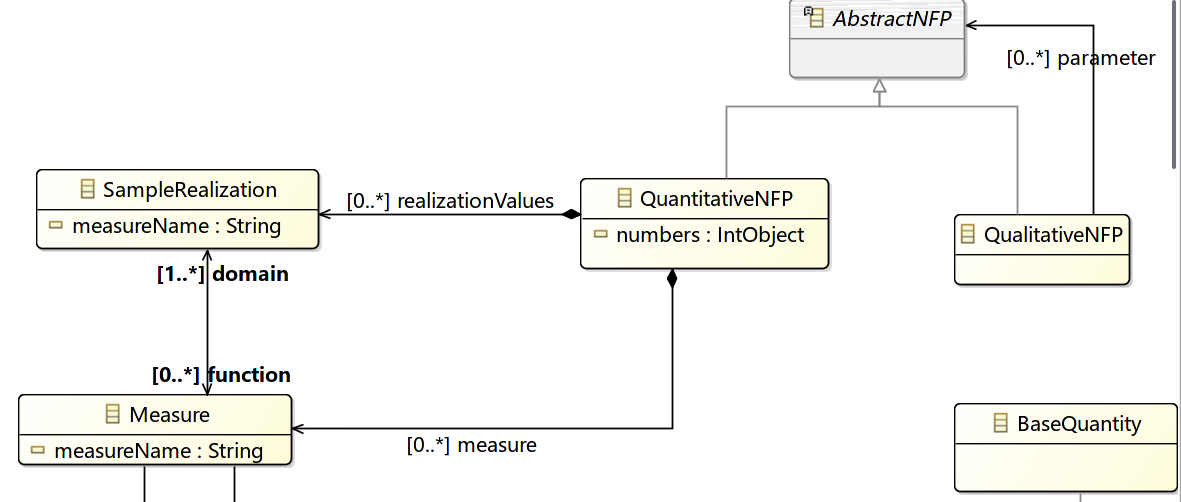 AbstractNFP
[0..*] parameter
SampleRealization
measureName : String
[0..*] realizationValues
QuantitativeNFP
numbers : IntObject
QualitativeNFP
[1..*] domain
[0..*] function
Measure
measureName : String
[0..*] measure
BaseQuantity